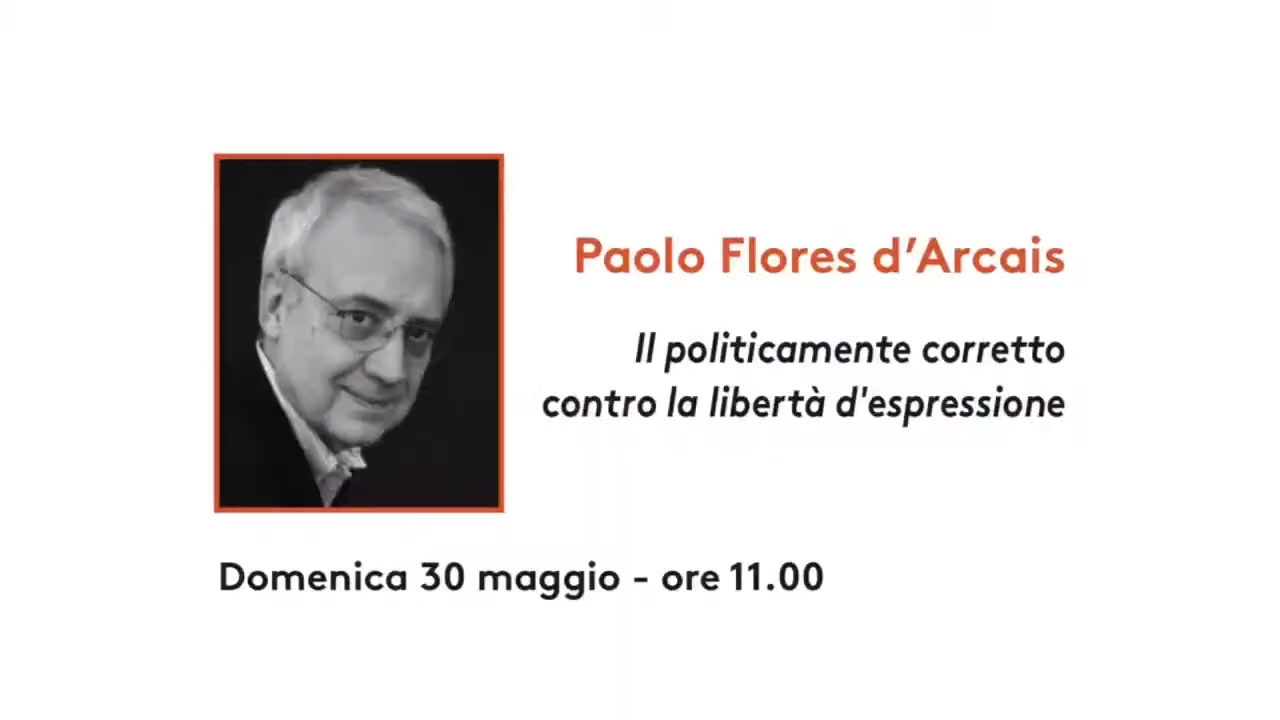 Paolo Flores d’Arcais
Il politicamente corretto
contro la libertà d'espressione
Domenica 30 maggio - ore 11.00